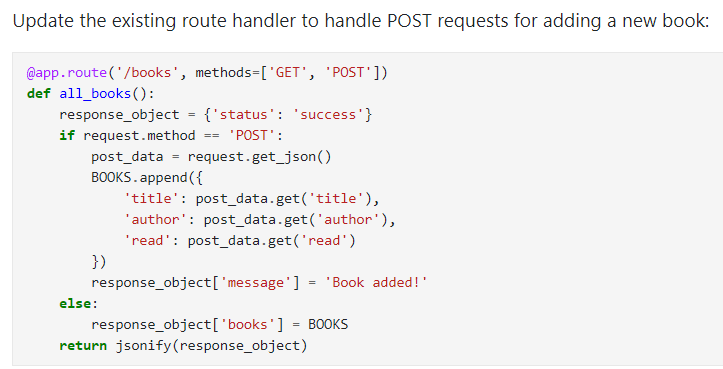 Update the existing route handler to handle POST requests for adding a new book:
@app.route('/books', methods=['GET', 'POST'])
def all_books():
    response_object = {'status': 'success'}
    if request.method == 'POST':
        post_data = request.get_json()
        BOOKS.append({
            'title': post_data.get('title'),
            'author': post_data.get('author'),
            'read': post_data.get('read')
        })
        response_object['message'] = 'Book added!'
    else:
        response_object['books'] = BOOKS
    return jsonify(response_object)